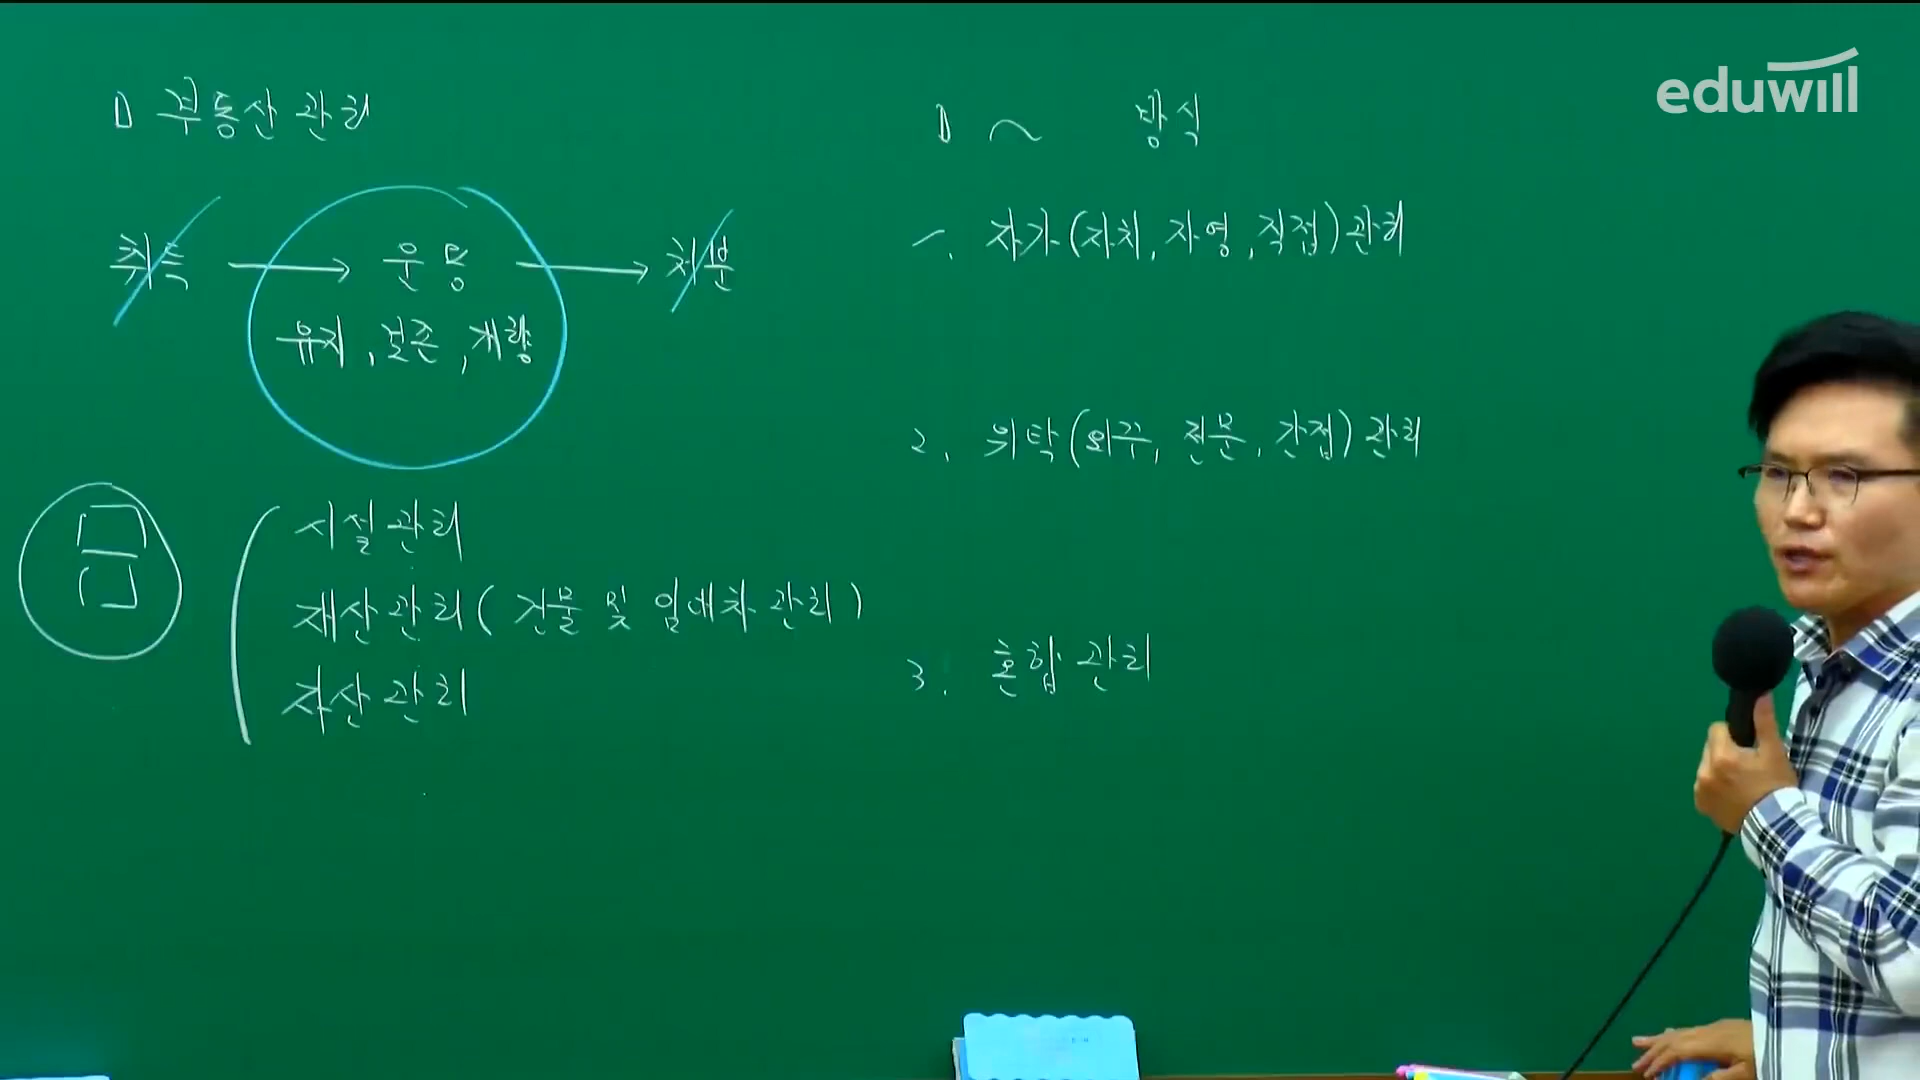 eduwill
부동산 관리
취득 → 운용 → 처분
유지, 보존, 개량
시설관리
재산관리 ( 건물 및 임대차 관리 )
자산관리
〜 방식
1. 자가 (자치, 자영, 직접) 관리
2. 위탁 (외주, 전문, 간접) 관리
3. 혼합 관리